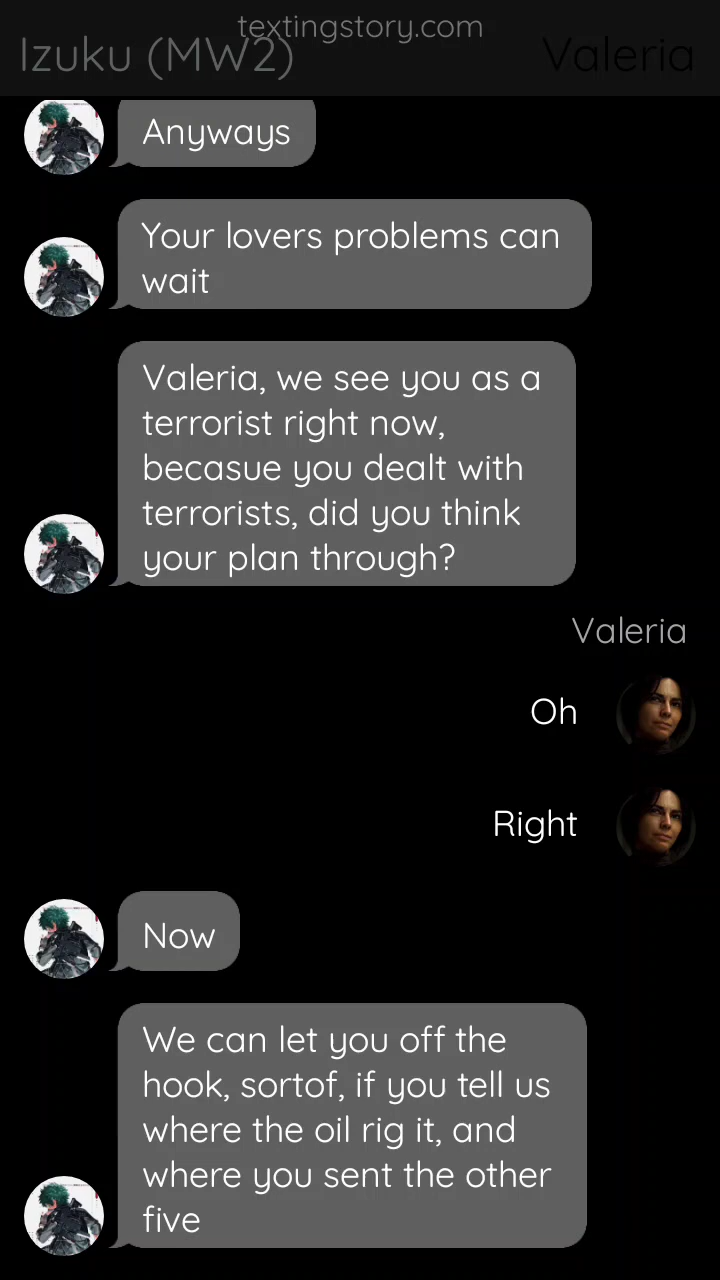 textingstory.com
Izuku (MW2)
Valeria
Anyways
Your lovers problems can
wait
Valeria, we see you as a
terrorist right now,
becasue you dealt with
terrorists, did you think
your plan through?
Valeria
Oh
Right
Now
We can let you off the
hook, sortof, if you tell us
where the oil rig it, and
where you sent the other
five